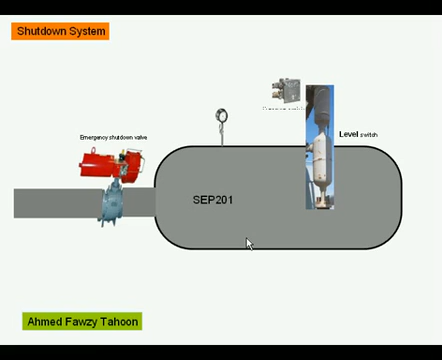 Shutdown System
Emergency shutdown valve
Level switch
SEP201
Ahmed Fawzy Tahoon